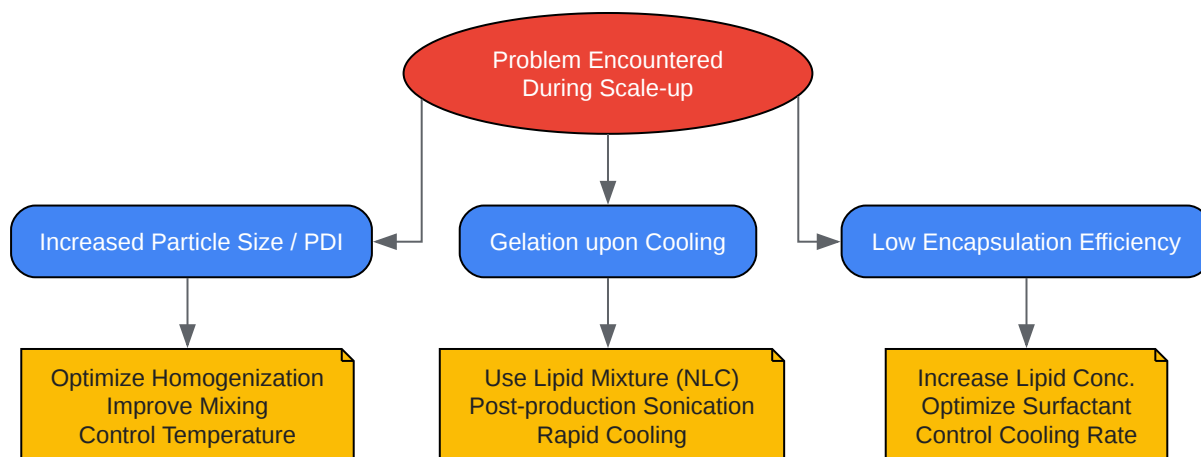 Problem Encountered
During Scale-up
Increased Particle Size / PDI
Gelation upon Cooling
Low Encapsulation Efficiency
Optimize Homogenization
Improve Mixing
Control Temperature
Use Lipid Mixture (NLC)
Post-production Sonication
Rapid Cooling
Increase Lipid Conc.
Optimize Surfactant
Control Cooling Rate